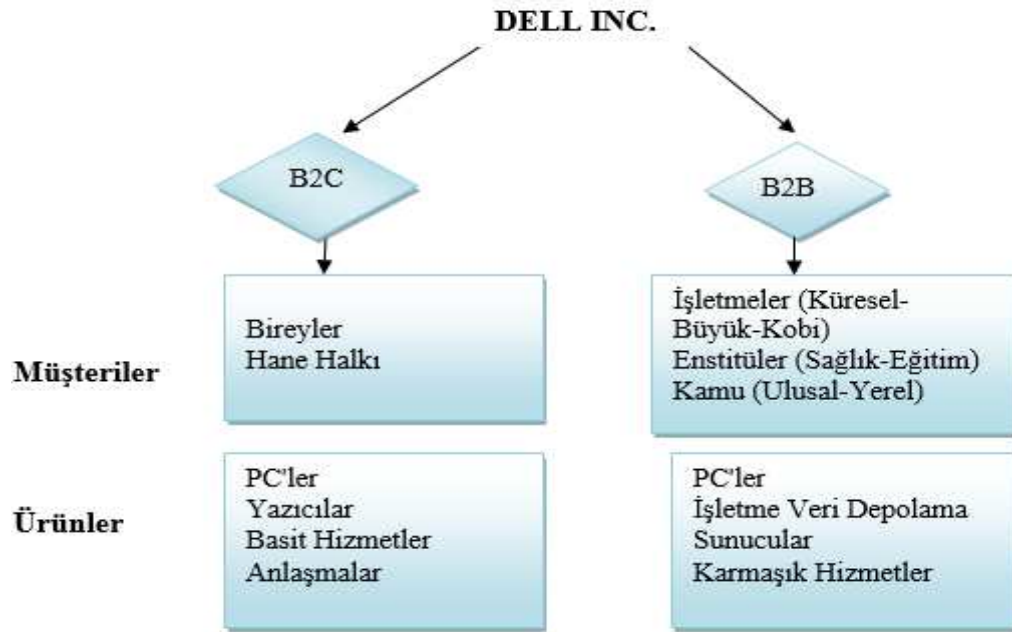 DELL INC.
B2C
B2B
Müşteriler
Bireyler
Hane Halkı
İşletmeler (Küresel-
Büyük-Kobi)
Enstitüler (Sağlık-Eğitim)
Kamu (Ulusal-Yerel)
Ürünler
PC'ler
Yazıcılar
Basit Hizmetler
Anlaşmalar
PC'ler
İşletme Veri Depolama
Sunucular
Karmaşık Hizmetler